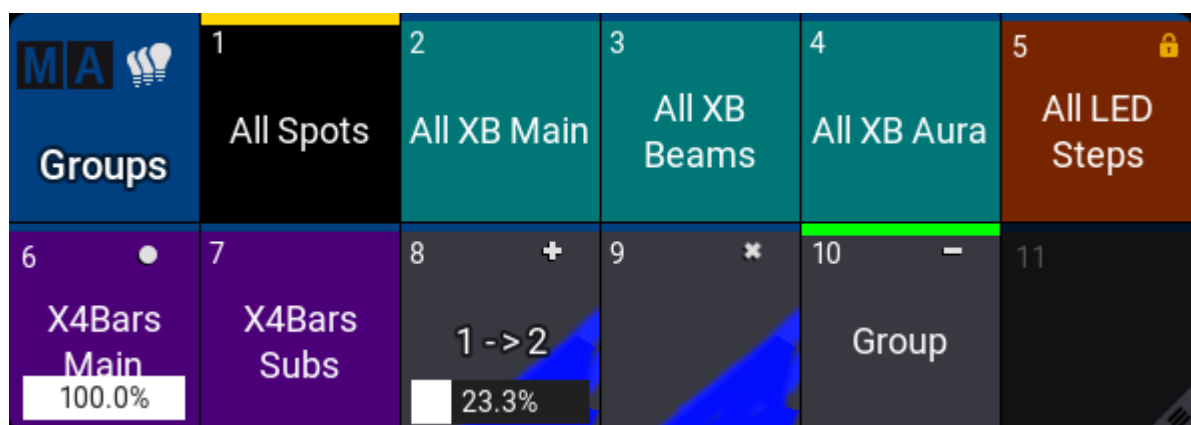 MA
Groups
1
All Spots
2
All XB Main
3
All XB
Beams
4
All XB Aura
5
All LED
Steps
6
X4Bars
Main
100.0%
7
X4Bars
Subs
8
1 -> 2
23.3%
9
10
Group
11